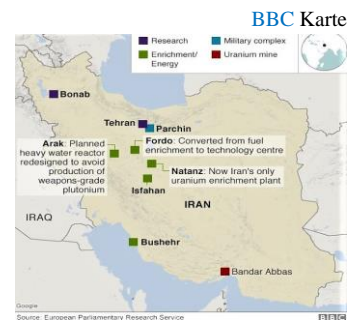 BBC Karte
Research
Military complex
Enrichment/
Energy
Uranium mine
Bonab
Tehran
Parchin
Arak: Planned
heavy water reactor
redesigned to avoid
production of
weapons-grade
plutonium
Fordo: Converted from fuel
enrichment to technology centre
Natanz: Now Iran's only
uranium enrichment plant
Isfahan
IRAN
IRAQ
Bushehr
Bandar Abbas
Google
Source: European Parliamentary Research Service
BBC